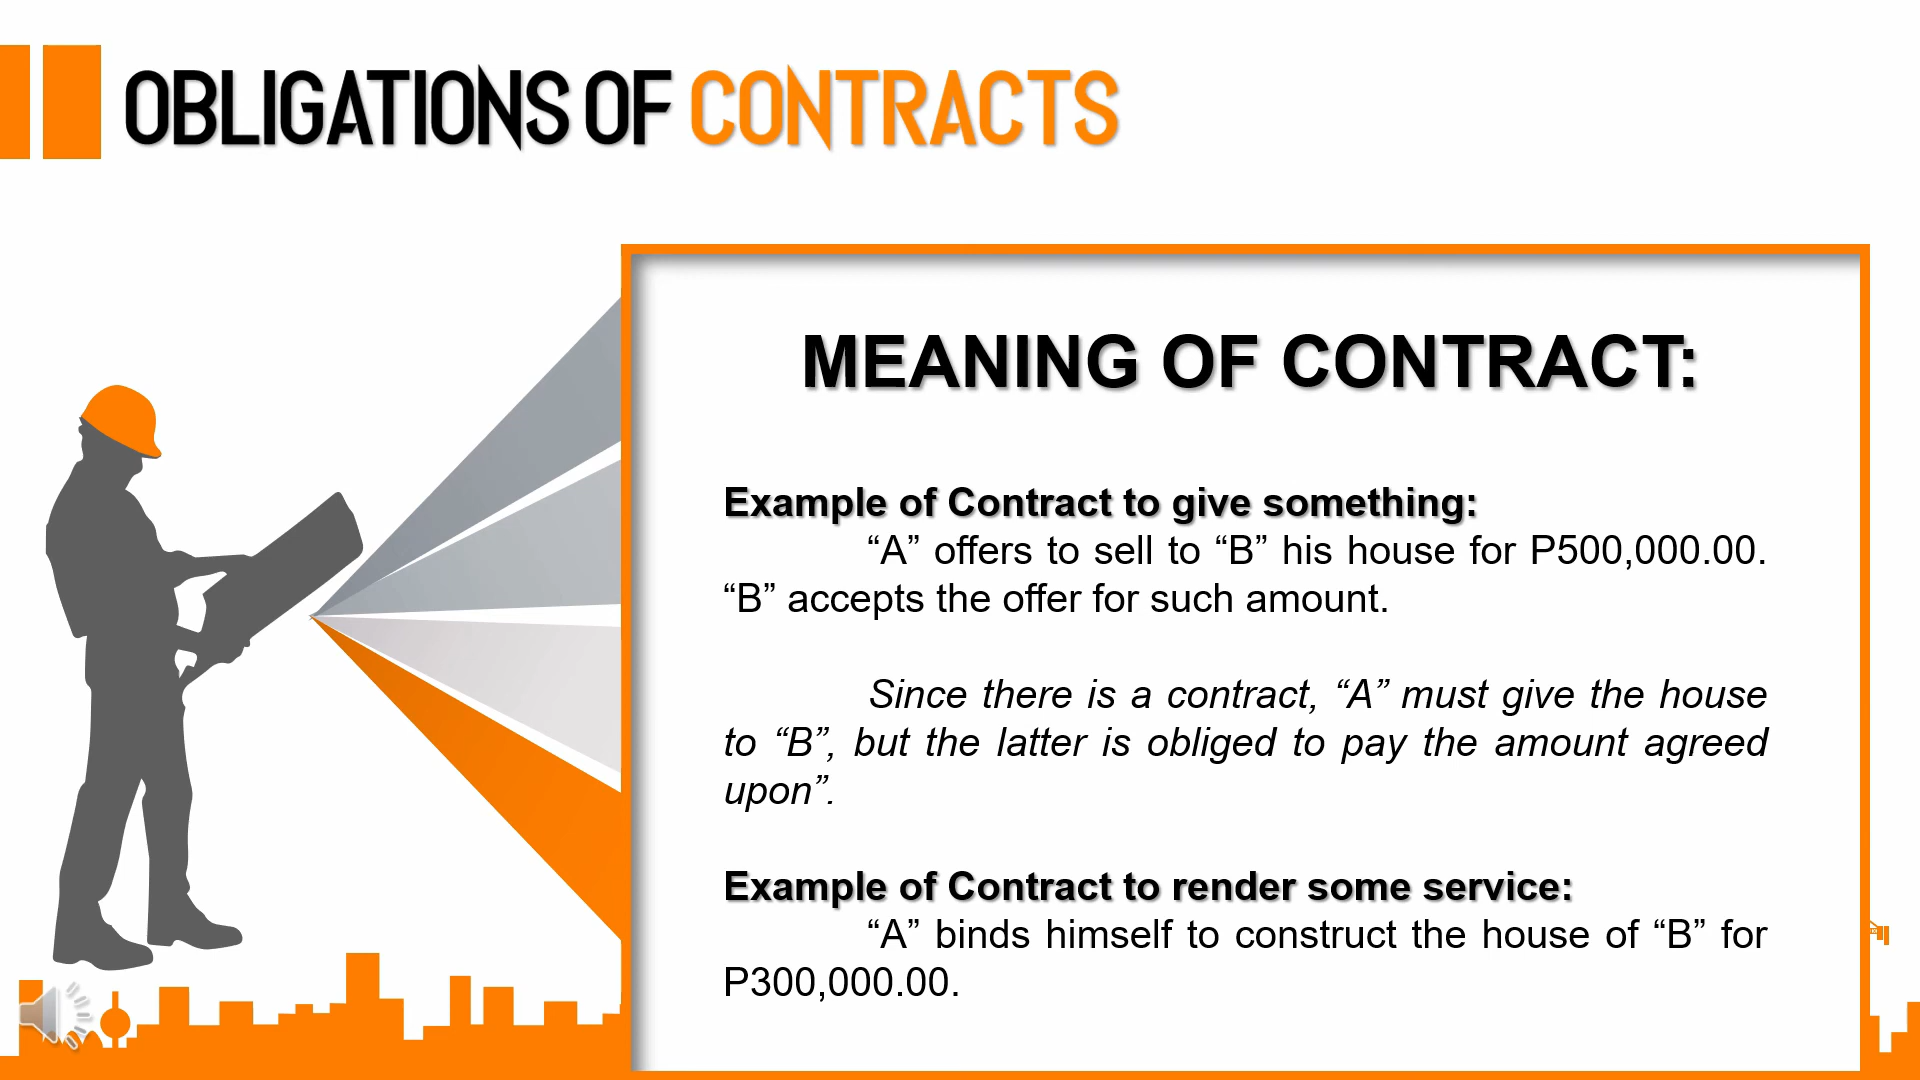 OBLIGATIONS OF CONTRACTS
MEANING OF CONTRACT:
Example of Contract to give something:
“A” offers to sell to “B” his house for P500,000.00.
“B” accepts the offer for such amount.
Since there is a contract, “A” must give the house
to “B”, but the latter is obliged to pay the amount agreed
upon”.
Example of Contract to render some service:
“A” binds himself to construct the house of “B” for
P300,000.00.